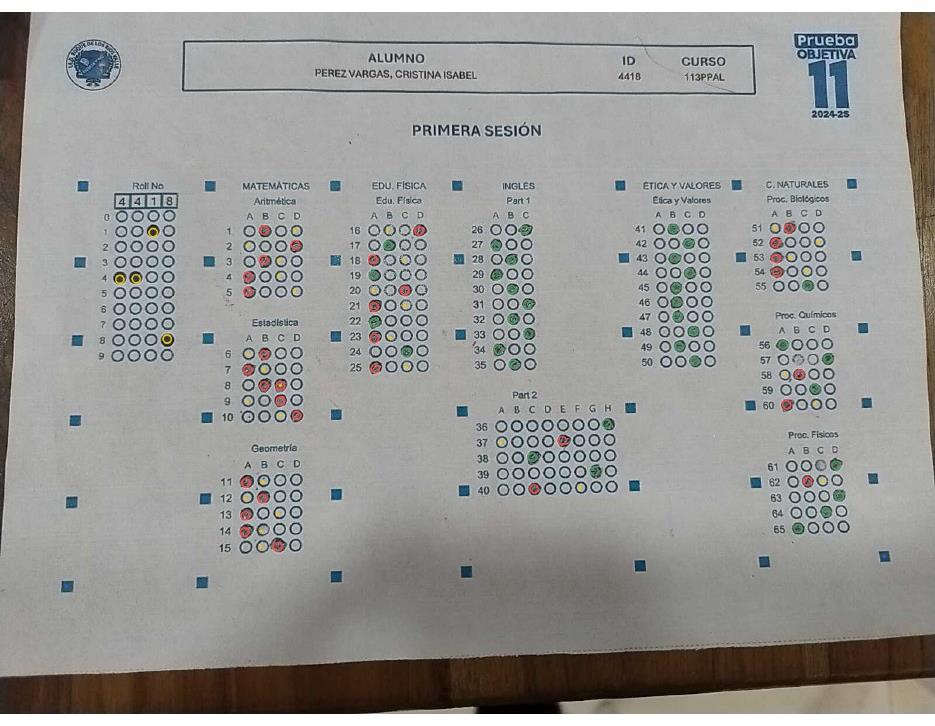 Prueba
OBJETIVA
11
2024-25
ALUMNO ID CURSO
PEREZ VARGAS, CRISTINA ISABEL 4418 113PPAL
PRIMERA SESIÓN
Roll No
4 4 1 8
0
1
2
3
4
5
6
7
8
9
MATEMÁTICAS
Aritmética
A B C D
1
2
3
4
5
Estadística
A B C D
6
7
8
9
10
Geometría
A B C D
11
12
13
14
15
EDU. FÍSICA
Edu. Física
A B C D
16
17
18
19
20
21
22
23
24
25
INGLÉS
Part 1
A B C
26
27
28
29
30
31
32
33
34
35
Part 2
A B C D E F G H
36
37
38
39
40
ÉTICA Y VALORES
Ética y Valores
A B C D
41
42
43
44
45
46
47
48
49
50
C. NATURALES
Proc. Biológicos
A B C D
51
52
53
54
55
Proc. Químicos
A B C D
56
57
58
59
60
Proc. Físicos
A B C D
61
62
63
64
65